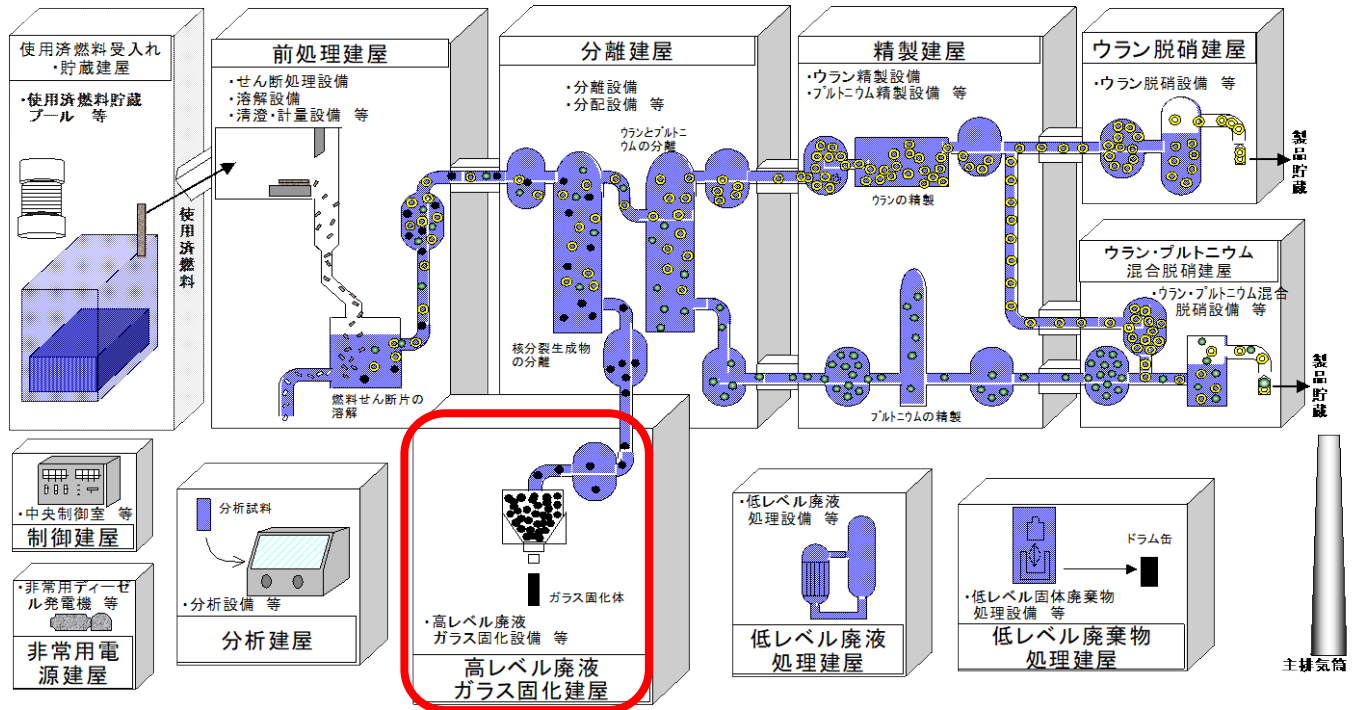 使用済燃料受入れ
・貯蔵建屋
・使用済燃料貯蔵
プール 等
使用済燃料
前処理建屋
・せん断処理設備
・溶解設備
・清澄・計量設備 等
燃料せん断片の
溶解
分離建屋
・分離設備
・分配設備 等
ウランとプルトニ
ウムの分離
核分裂生成物
の分離
精製建屋
・ウラン精製設備
・プルトニウム精製設備 等
ウランの精製
プルトニウムの精製
ウラン脱硝建屋
・ウラン脱硝設備 等
製品貯蔵
ウラン・プルトニウム
混合脱硝建屋
・ウラン・プルトニウム混合
脱硝設備 等
製品貯蔵
・中央制御室 等
制御建屋
・非常用ディーゼ
ル発電機 等
非常用電
源建屋
分析試料
・分析設備 等
分析建屋
ガラス固化体
・高レベル廃液
ガラス固化設備 等
高レベル廃液
ガラス固化建屋
・低レベル廃液
処理設備 等
低レベル廃液
処理建屋
ドラム缶
・低レベル固体廃棄物
処理設備 等
低レベル廃棄物
処理建屋
主排気筒